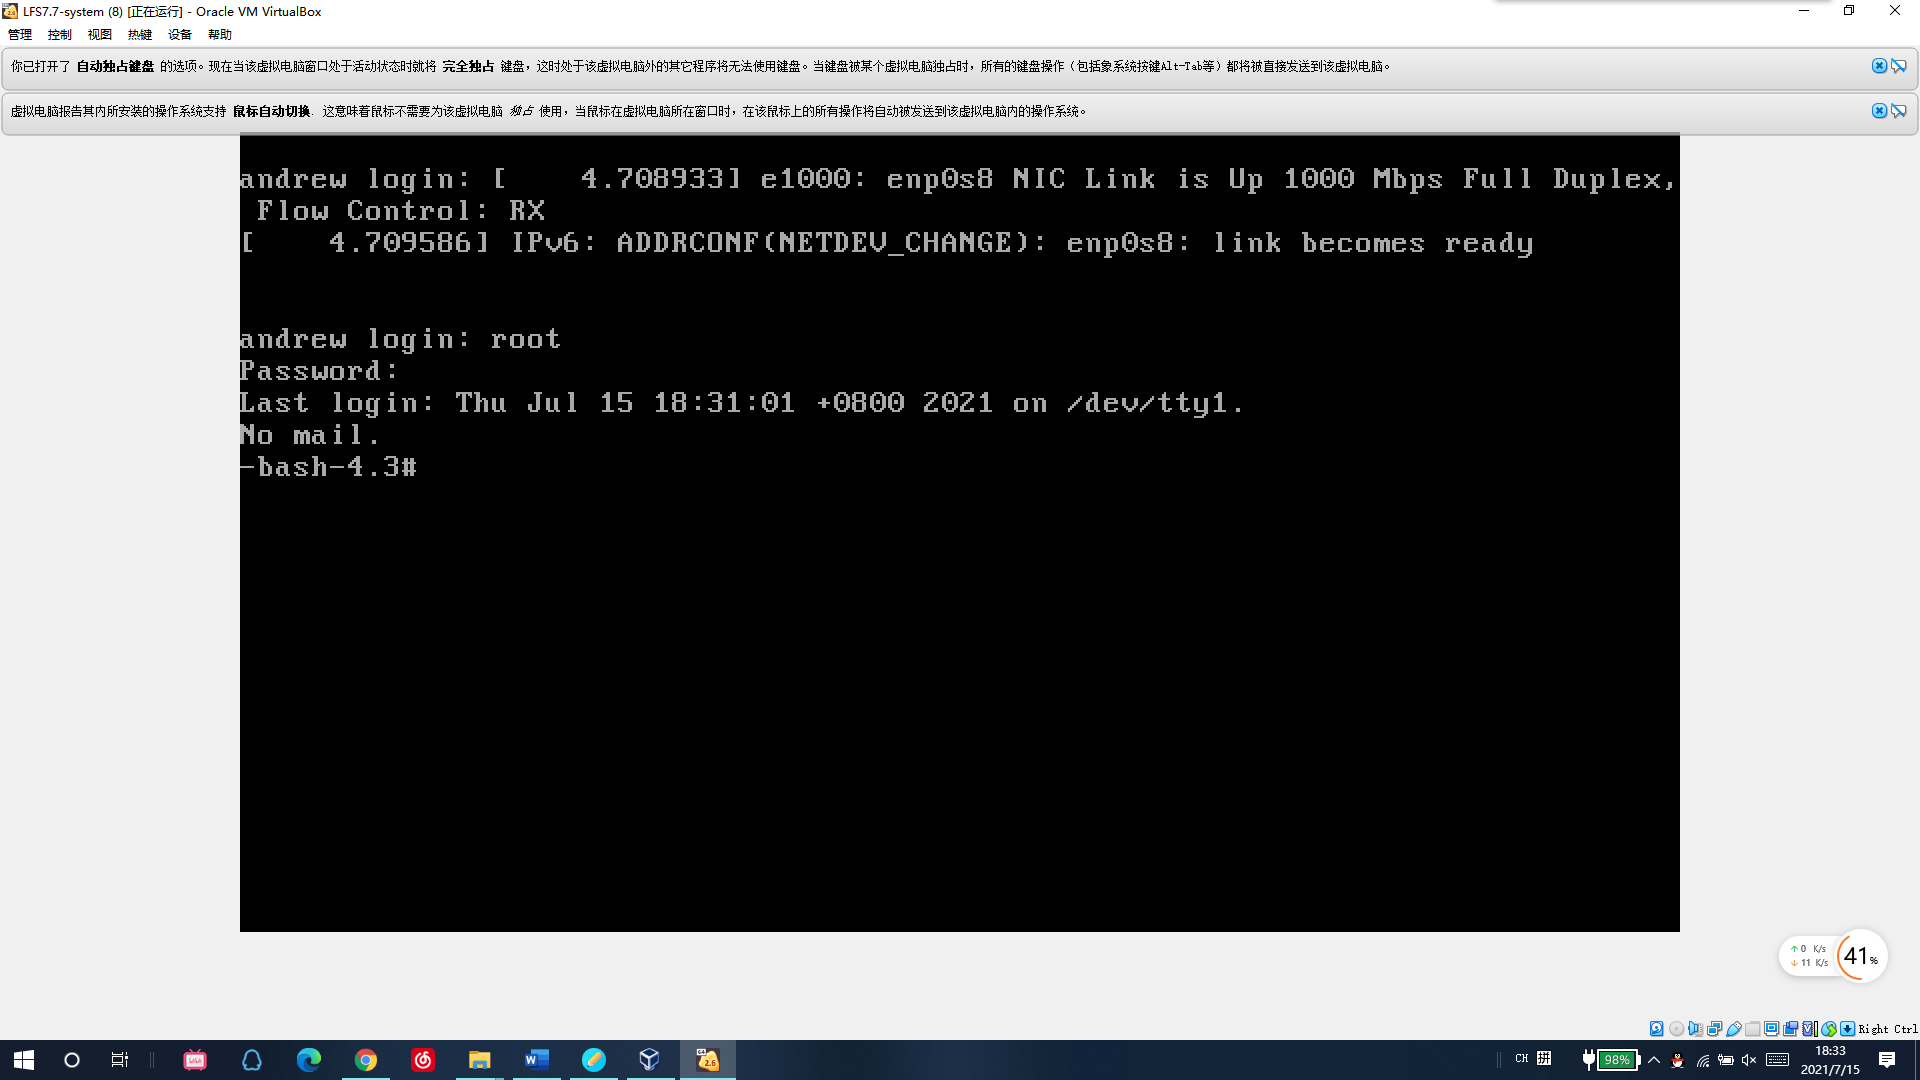 LFS7.7-system (8) [正在运行] - Oracle VM VirtualBox
管理 控制 视图 热键 设备 帮助
你已打开了 自动独占键盘 的选项。现在当该虚拟电脑窗口处于活动状态时就将 完全独占 键盘，这时处于该虚拟电脑外的其它程序将无法使用键盘。当键盘被某个虚拟电脑独占时，所有的键盘操作（包括象系统按键Alt-Tab等）都将被直接发送到该虚拟电脑。
虚拟电脑报告其内所安装的操作系统支持 鼠标自动切换. 这意味着鼠标不需要为该虚拟电脑 独占 使用，当鼠标在虚拟电脑所在窗口时，在该鼠标上的所有操作将自动被发送到该虚拟电脑内的操作系统。
andrew login: [    4.708933] e1000: enp0s8 NIC Link is Up 1000 Mbps Full Duplex,
 Flow Control: RX
[    4.709586] IPv6: ADDRCONF(NETDEV_CHANGE): enp0s8: link becomes ready
andrew login: root
Password:
Last login: Thu Jul 15 18:31:01 +0800 2021 on /dev/tty1.
No mail.
-bash-4.3#
↑ 0 K/s
↓ 11 K/s
41%
Right Ctrl
CH 拼
98%
18:33
2021/7/15